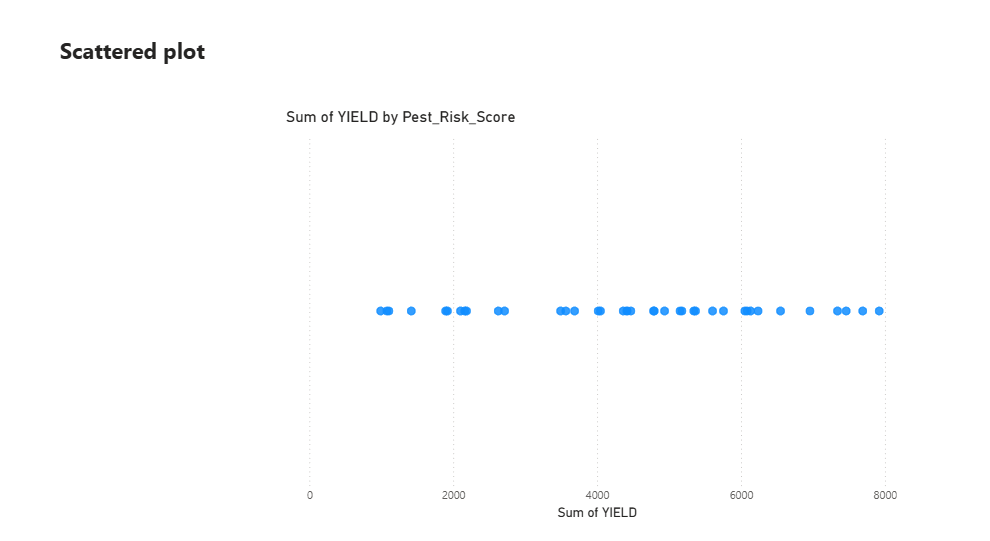 Scattered plot
Sum of YIELD by Pest_Risk_Score
0 2000 4000 6000 8000
Sum of YIELD